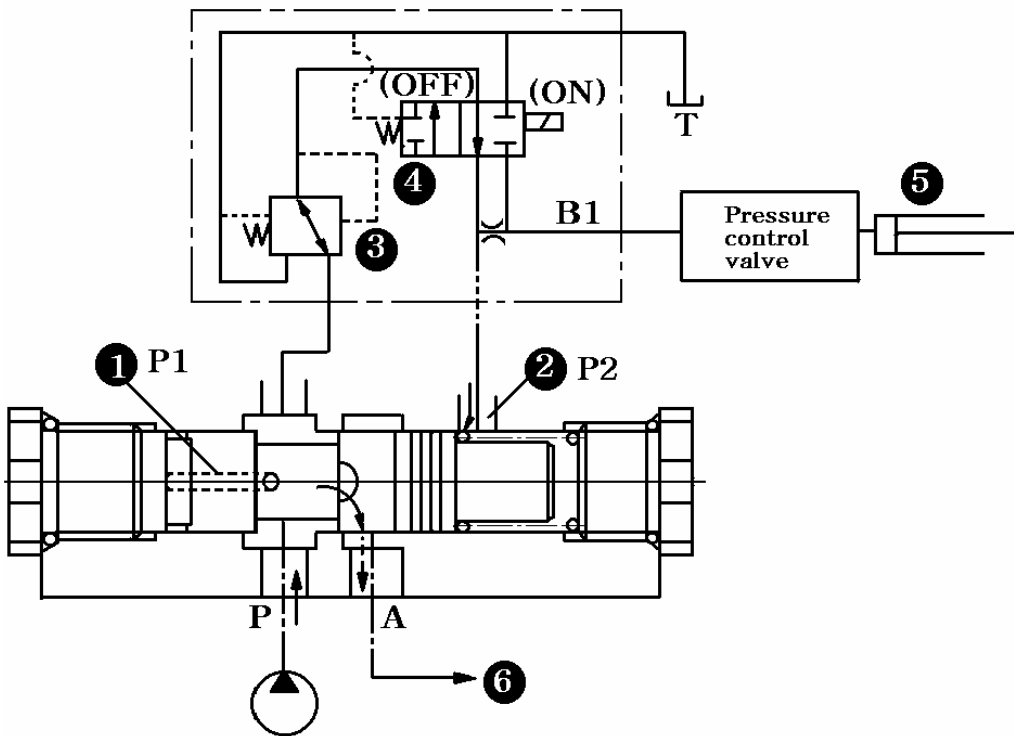 (OFF)
(ON)
T
4
5
B1
Pressure
control
valve
3
1 P1
2 P2
P
A
6